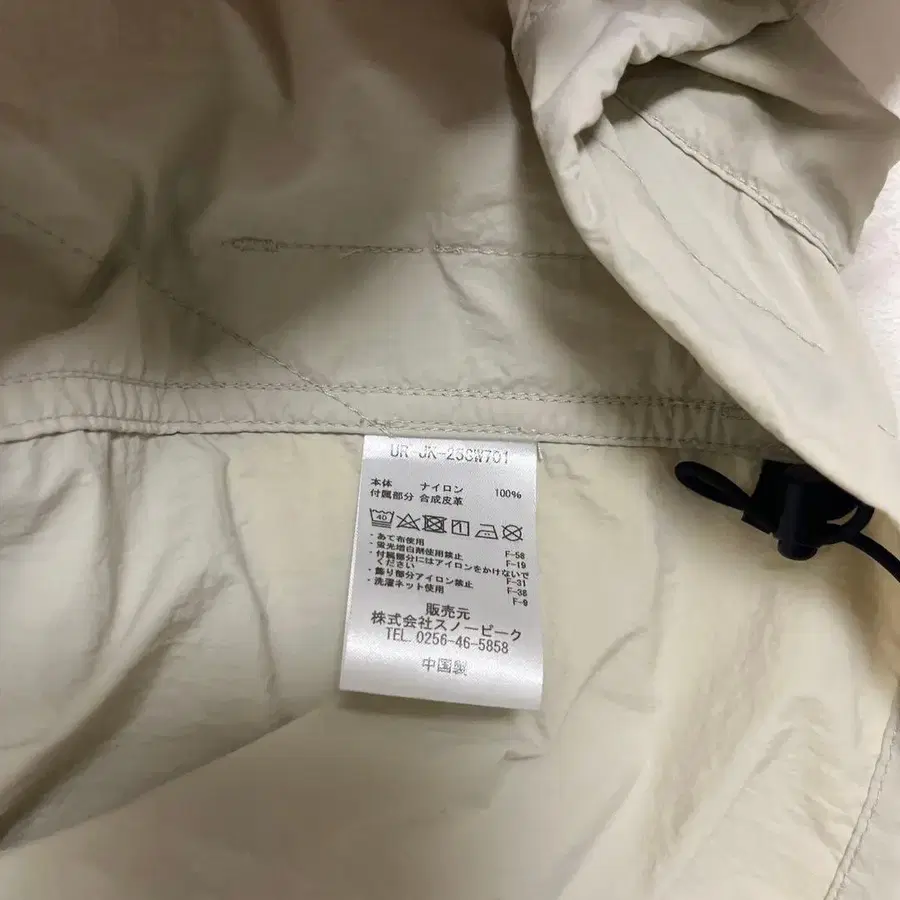 UR-JK-25SW701
本体 ナイロン 100%
付属部分 合成皮革
40
・あて布使用 F-58
・蛍光増白剤使用禁止 F-19
・付属部分にはアイロンをかけないで
ください F-31
・飾り部分アイロン禁止 F-38
・洗濯ネット使用 F-9
販売元
株式会社スノーピーク
TEL. 0256-46-5858
中国製